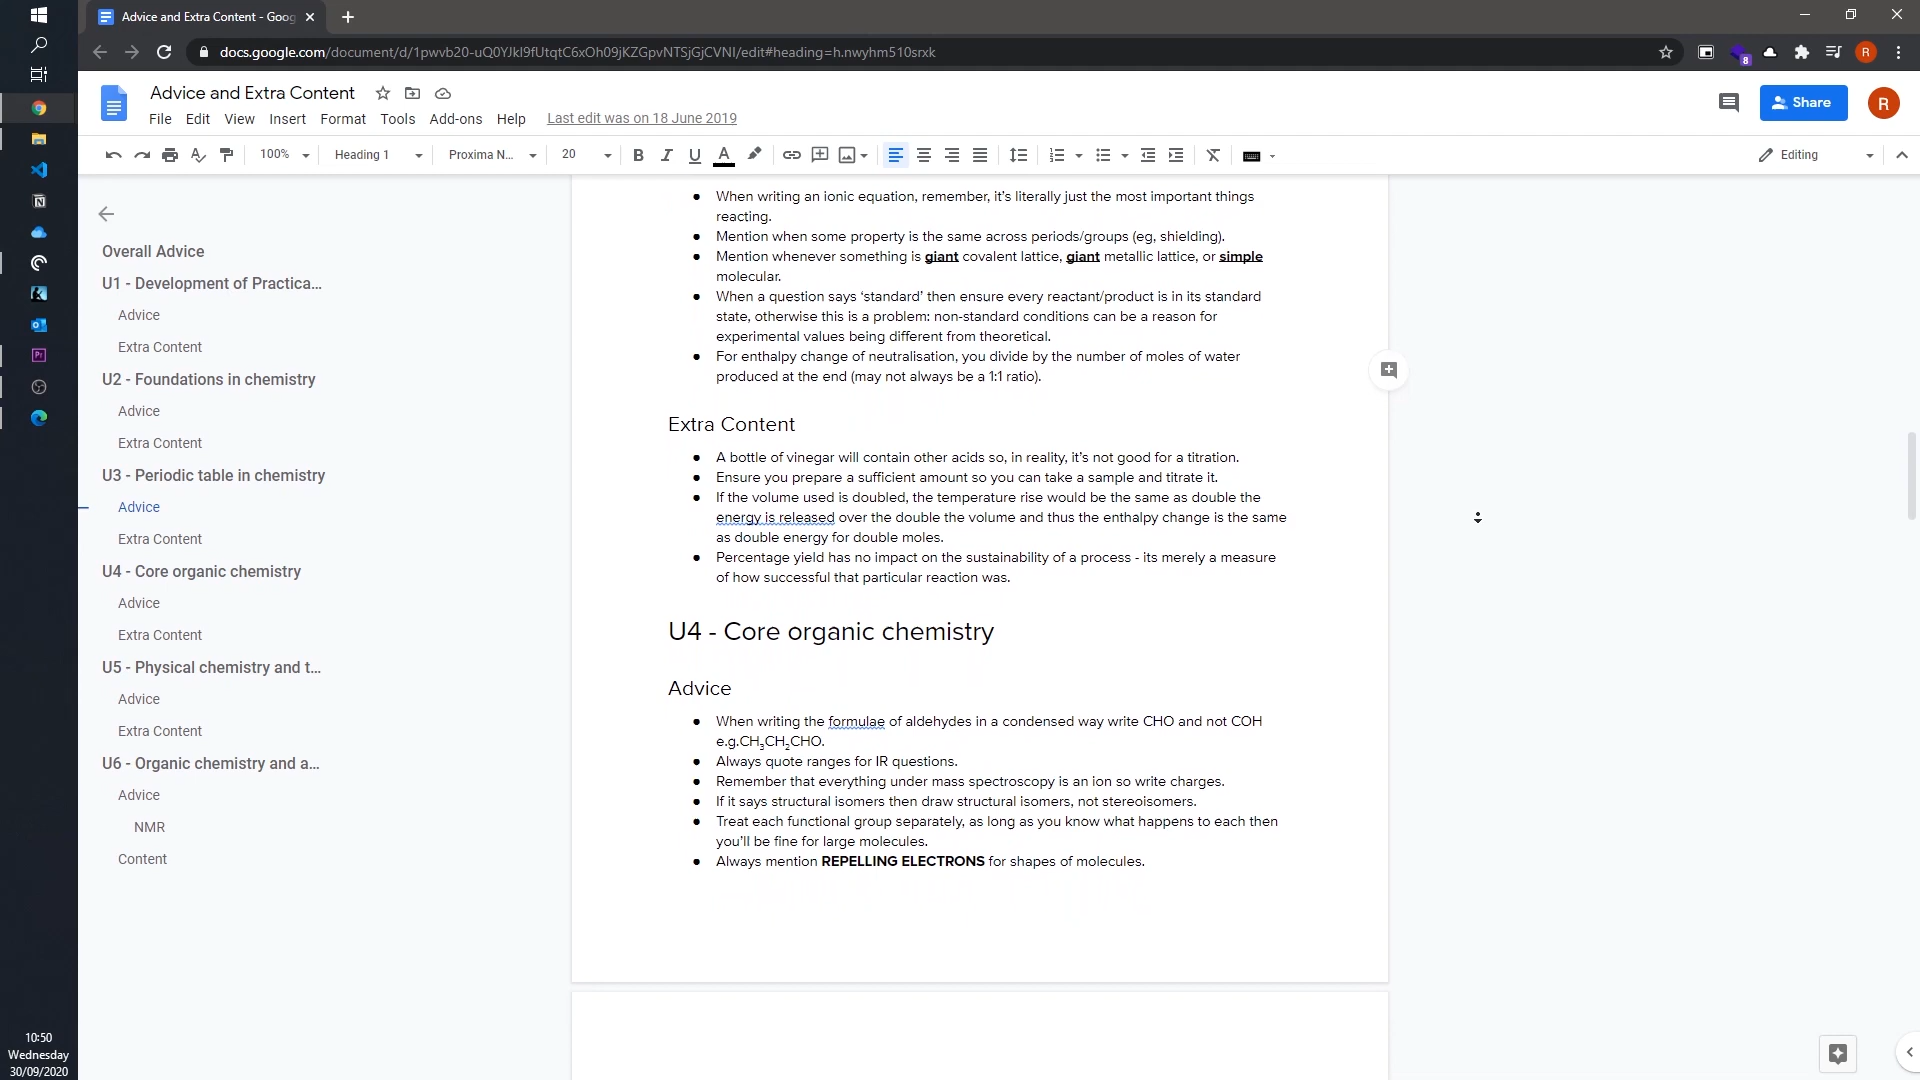 Advice and Extra Content - Goog
docs.google.com/document/d/1pwvb20-uQ0YJkl9fUtqtC6xOh09jKZGpvNTSjGjCVNI/edit#heading=h.nwyhm510srxk
8
R
Advice and Extra Content
File Edit View Insert Format Tools Add-ons Help Last edit was on 18 June 2019
Share
R
100% Heading 1 Proxima N... 20 B I U A Editing
Overall Advice
U1 - Development of Practica...
Advice
Extra Content
U2 - Foundations in chemistry
Advice
Extra Content
U3 - Periodic table in chemistry
Advice
Extra Content
U4 - Core organic chemistry
Advice
Extra Content
U5 - Physical chemistry and t...
Advice
Extra Content
U6 - Organic chemistry and a...
Advice
NMR
Content
● When writing an ionic equation, remember, it’s literally just the most important things
reacting.
● Mention when some property is the same across periods/groups (eg, shielding).
● Mention whenever something is giant covalent lattice, giant metallic lattice, or simple
molecular.
● When a question says ‘standard’ then ensure every reactant/product is in its standard
state, otherwise this is a problem: non-standard conditions can be a reason for
experimental values being different from theoretical.
● For enthalpy change of neutralisation, you divide by the number of moles of water
produced at the end (may not always be a 1:1 ratio).
Extra Content
● A bottle of vinegar will contain other acids so, in reality, it’s not good for a titration.
● Ensure you prepare a sufficient amount so you can take a sample and titrate it.
● If the volume used is doubled, the temperature rise would be the same as double the
energy is released over the double the volume and thus the enthalpy change is the same
as double energy for double moles.
● Percentage yield has no impact on the sustainability of a process - its merely a measure
of how successful that particular reaction was.
U4 - Core organic chemistry
Advice
● When writing the formulae of aldehydes in a condensed way write CHO and not COH
e.g.CH₃CH₂CHO.
● Always quote ranges for IR questions.
● Remember that everything under mass spectroscopy is an ion so write charges.
● If it says structural isomers then draw structural isomers, not stereoisomers.
● Treat each functional group separately, as long as you know what happens to each then
you’ll be fine for large molecules.
● Always mention REPELLING ELECTRONS for shapes of molecules.
Pr
10:50
Wednesday
30/09/2020